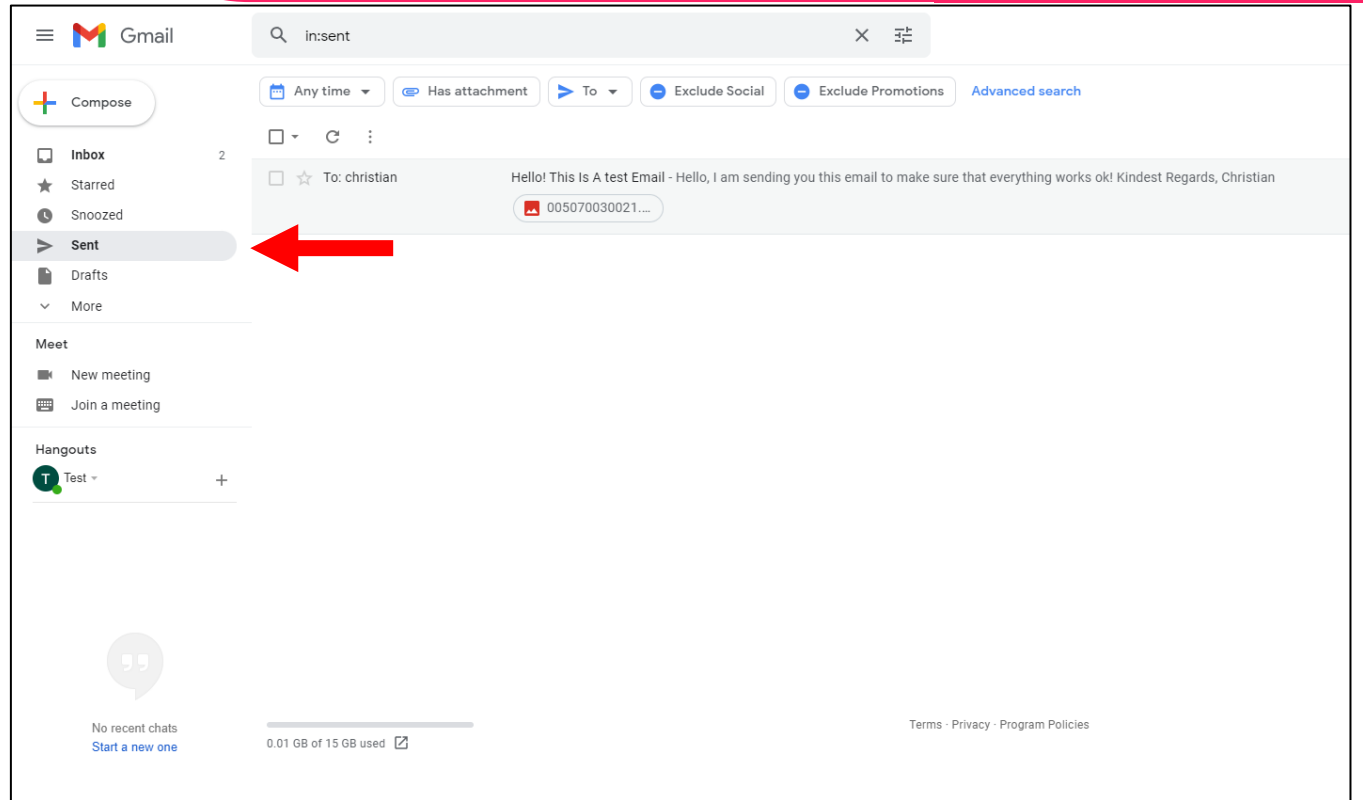 Gmail
in:sent
Compose
Any time
Has attachment
To
Exclude Social
Exclude Promotions
Advanced search
Inbox 2
Starred
Snoozed
Sent
Drafts
More
To: christian Hello! This Is A test Email - Hello, I am sending you this email to make sure that everything works ok! Kindest Regards, Christian
005070030021....
Meet
New meeting
Join a meeting
Hangouts
T Test
No recent chats
Start a new one
0.01 GB of 15 GB used
Terms · Privacy · Program Policies